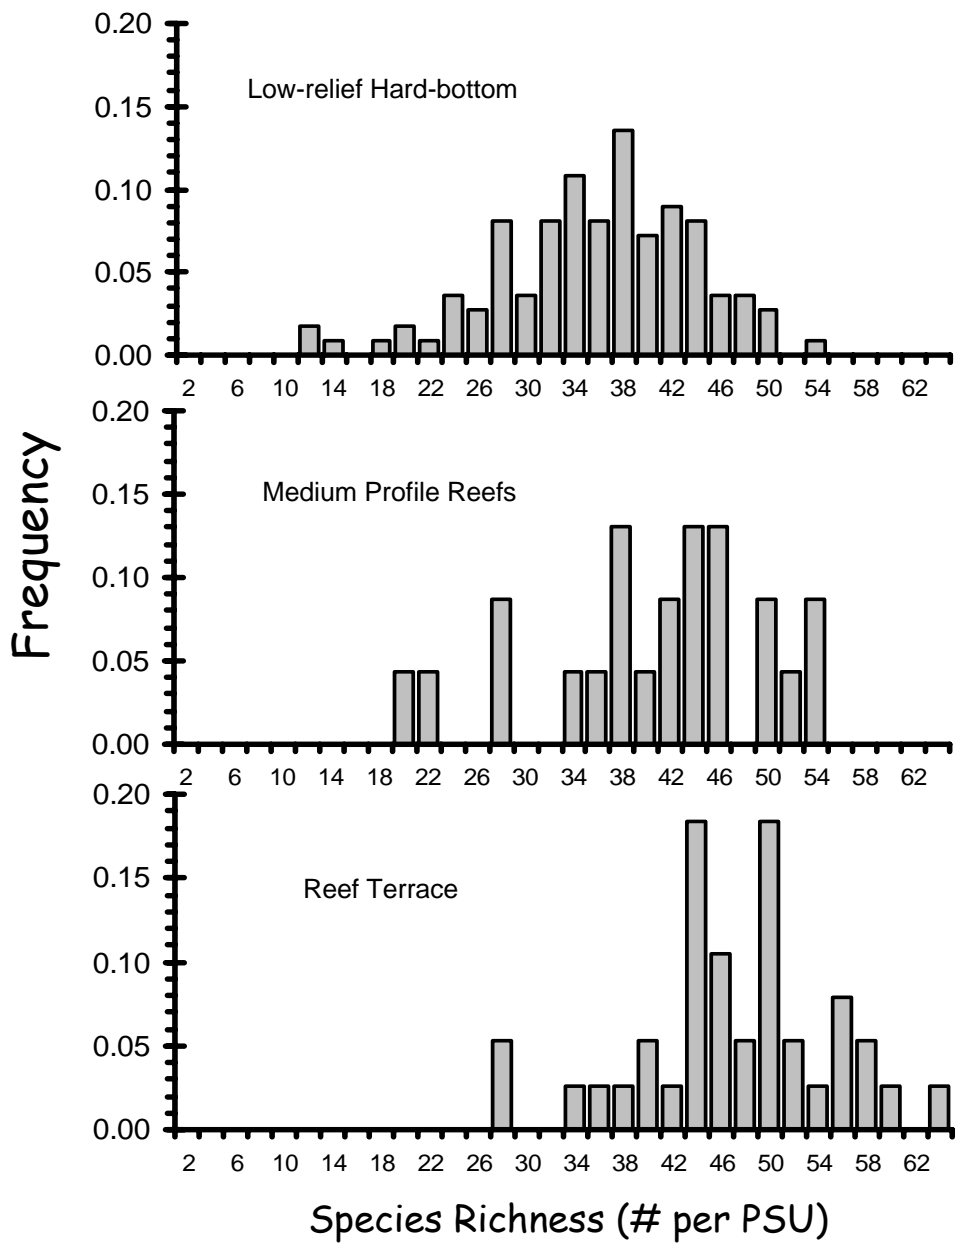 0.20
Low-relief Hard-bottom
0.15
0.10
0.05
0.00
2 6 10 14 18 22 26 30 34 38 42 46 50 54 58 62
0.20
Medium Profile Reefs
0.15
0.10
0.05
0.00
2 6 10 14 18 22 26 30 34 38 42 46 50 54 58 62
Frequency
0.20
0.15
Reef Terrace
0.10
0.05
0.00
2 6 10 14 18 22 26 30 34 38 42 46 50 54 58 62
Species Richness (# per PSU)